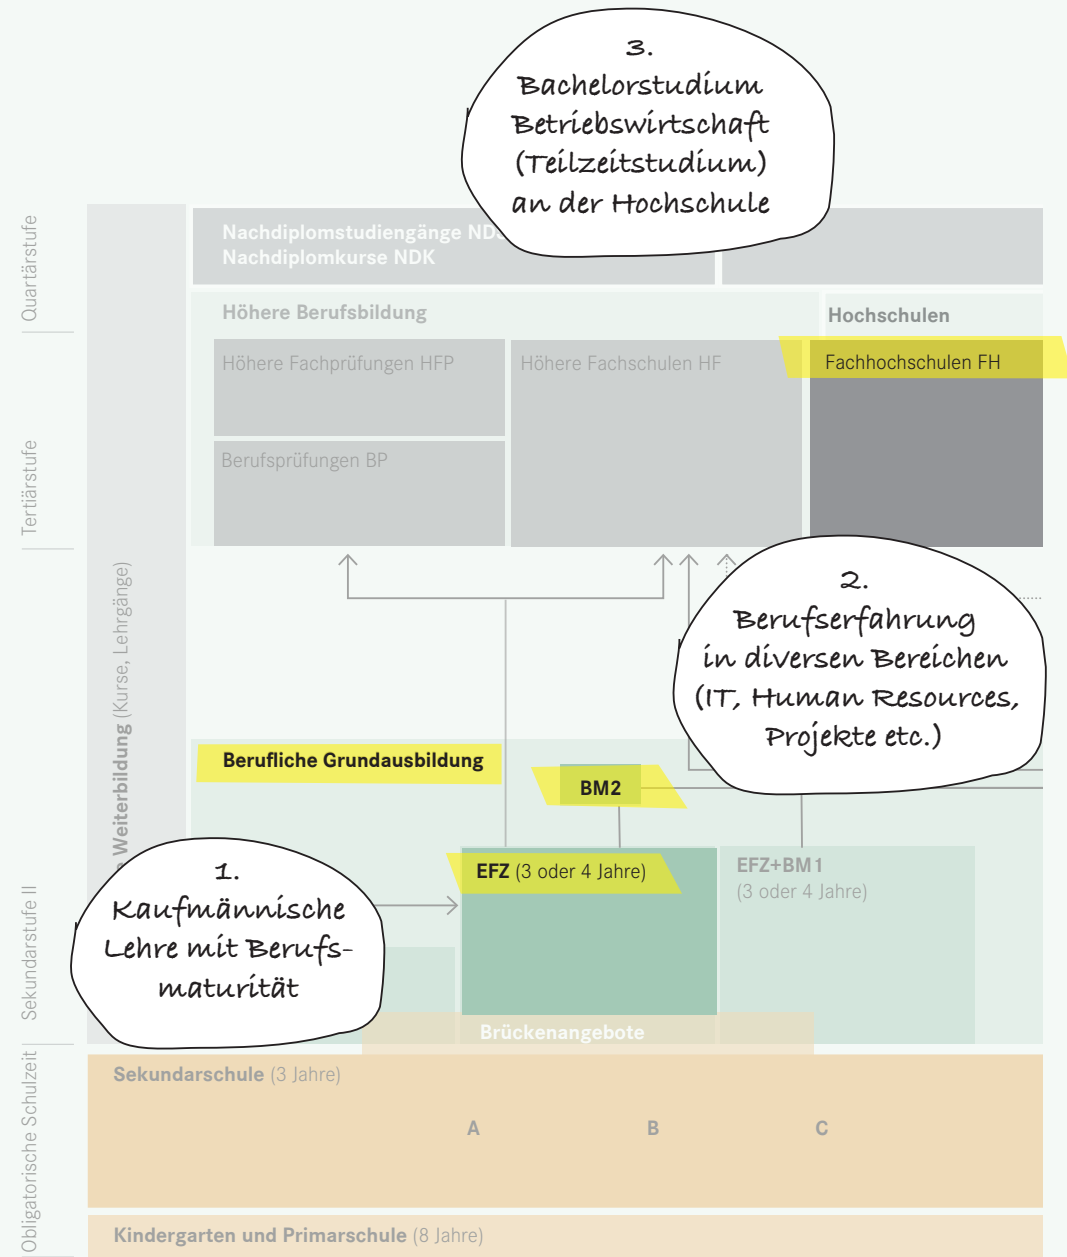 3.
Bachelorstudium
Betriebswirtschaft
(Teilzeitstudium)
an der Hochschule
Quartärstufe
Nachdiplomstudiengänge
Nachdiplomkurse NDK
Höhere Berufsbildung
Hochschulen
Höhere Fachprüfungen HFP
Höhere Fachschulen HF
Fachhochschulen FH
Berufsprüfungen BP
Tertiärstufe
2.
Berufserfahrung
in diversen Bereichen
(IT, Human Resources,
Projekte etc.)
Weiterbildung (Kurse, Lehrgänge)
Berufliche Grundausbildung
BM2
EFZ (3 oder 4 Jahre)
EFZ+BM1
(3 oder 4 Jahre)
1.
Kaufmännische
Lehre mit Berufs-
maturität
Sekundarstufe II
Brückenangebote
Obligatorische Schulzeit
Sekundarschule (3 Jahre)
A B C
Kindergarten und Primarschule (8 Jahre)